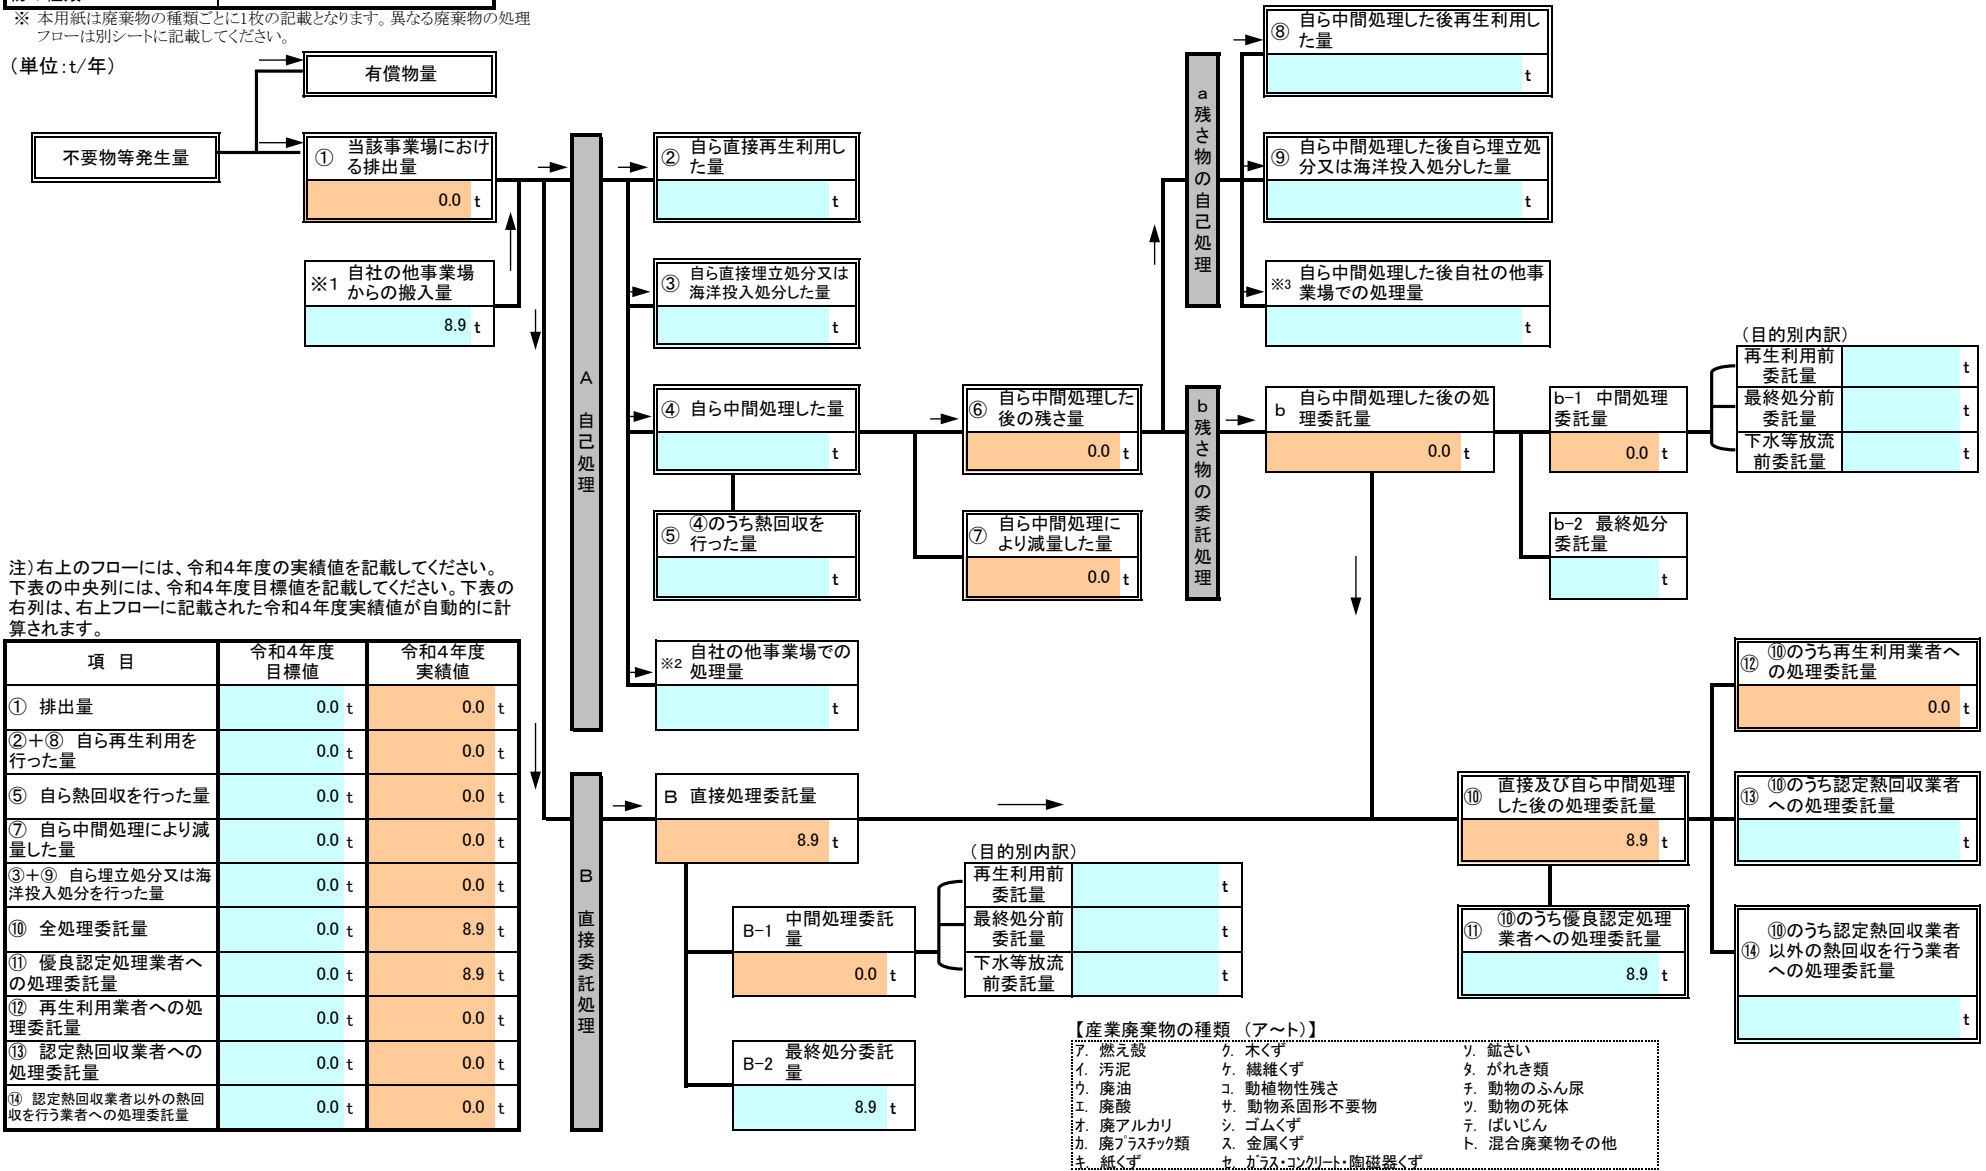 ※ 本用紙は廃棄物の種類ごとに1枚の記載となります。異なる廃棄物の処理
フローは別シートに記載してください。
(単位:t/年)
有償物量
不要物等発生量
① 当該事業場におけ
る排出量
0.0 t
※1 自社の他事業場
からの搬入量
8.9 t
A 自己処理
② 自ら直接再生利用し
た量
t
③ 自ら直接埋立処分又は
海洋投入処分した量
t
④ 自ら中間処理した量
t
⑤ ④のうち熱回収を
行った量
t
※2 自社の他事業場での
処理量
t
⑥ 自ら中間処理した
後の残さ量
0.0 t
⑦ 自ら中間処理に
より減量した量
0.0 t
a 残さ物の自己処理
⑧ 自ら中間処理した後再生利用し
た量
t
⑨ 自ら中間処理した後自ら埋立処
分又は海洋投入処分した量
t
※3 自ら中間処理した後自社の他事
業場での処理量
t
b 残さ物の委託処理
b 自ら中間処理した後の処
理委託量
0.0 t
b-1 中間処理
委託量
0.0 t
(目的別内訳)
再生利用前
委託量 t
最終処分前
委託量 t
下水等放流
前委託量 t
b-2 最終処分
委託量
t
注)右上のフローには、令和4年度の実績値を記載してください。
下表の中央列には、令和4年度目標値を記載してください。下表の
右列は、右上フローに記載された令和4年度実績値が自動的に計
算されます。
項 目 令和4年度 令和4年度
目標値 実績値
① 排出量 0.0 t 0.0 t
②+⑧ 自ら再生利用を
行った量 0.0 t 0.0 t
⑤ 自ら熱回収を行った量 0.0 t 0.0 t
⑦ 自ら中間処理により減
量した量 0.0 t 0.0 t
③+⑨ 自ら埋立処分又は海
洋投入処分を行った量 0.0 t 0.0 t
⑩ 全処理委託量 0.0 t 8.9 t
⑪ 優良認定処理業者へ
の処理委託量 0.0 t 8.9 t
⑫ 再生利用業者への処
理委託量 0.0 t 0.0 t
⑬ 認定熱回収業者への
処理委託量 0.0 t 0.0 t
⑭ 認定熱回収業者以外の熱回
収を行う業者への処理委託量 0.0 t 0.0 t
B 直接委託処理
B 直接処理委託量
8.9 t
B-1 中間処理委託
量
0.0 t
(目的別内訳)
再生利用前
委託量 t
最終処分前
委託量 t
下水等放流
前委託量 t
B-2 最終処分委託
量
8.9 t
⑩ 直接及び自ら中間処理
した後の処理委託量
8.9 t
⑪ ⑩のうち優良認定処理
業者への処理委託量
8.9 t
⑫ ⑩のうち再生利用業者へ
の処理委託量
0.0 t
⑬ ⑩のうち認定熱回収業者
への処理委託量
t
⑭ ⑩のうち認定熱回収業者
以外の熱回収を行う業者
への処理委託量
t
【産業廃棄物の種類 (ア~ト)】
ア. 燃え殻 ク. 木くず ソ. 鉱さい
イ. 汚泥 ケ. 繊維くず タ. がれき類
ウ. 廃油 コ. 動植物性残さ チ. 動物のふん尿
エ. 廃酸 サ. 動物系固形不要物 ツ. 動物の死体
オ. 廃アルカリ シ. ゴムくず テ. ばいじん
カ. 廃プラスチック類 ス. 金属くず ト. 混合廃棄物その他
キ. 紙くず セ. ガラス・コンクリート・陶磁器くず